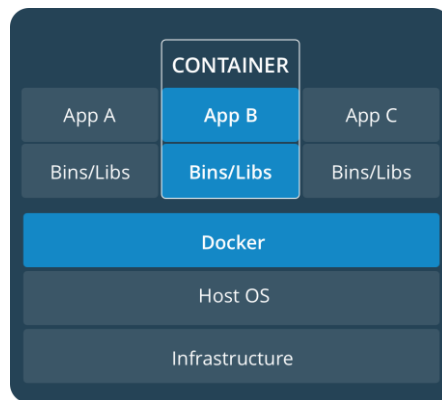 CONTAINER
App A App B App C
Bins/Libs Bins/Libs Bins/Libs
Docker
Host OS
Infrastructure